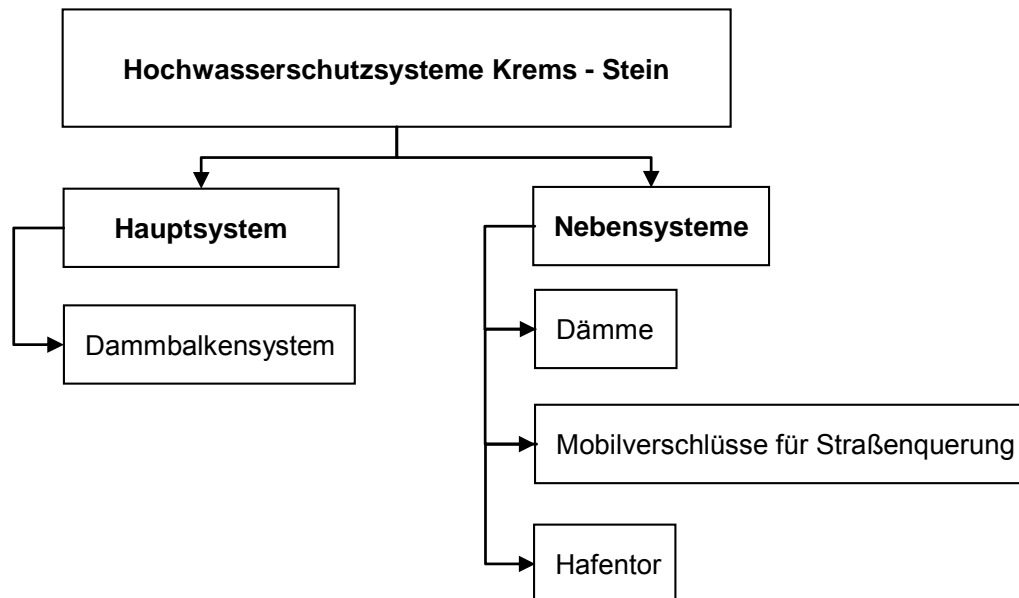 Hochwasserschutzsysteme Krems - Stein
Hauptsystem
Dammbalkensystem
Nebensysteme
Dämme
Mobilverschlüsse für Straßenquerung
Hafentor